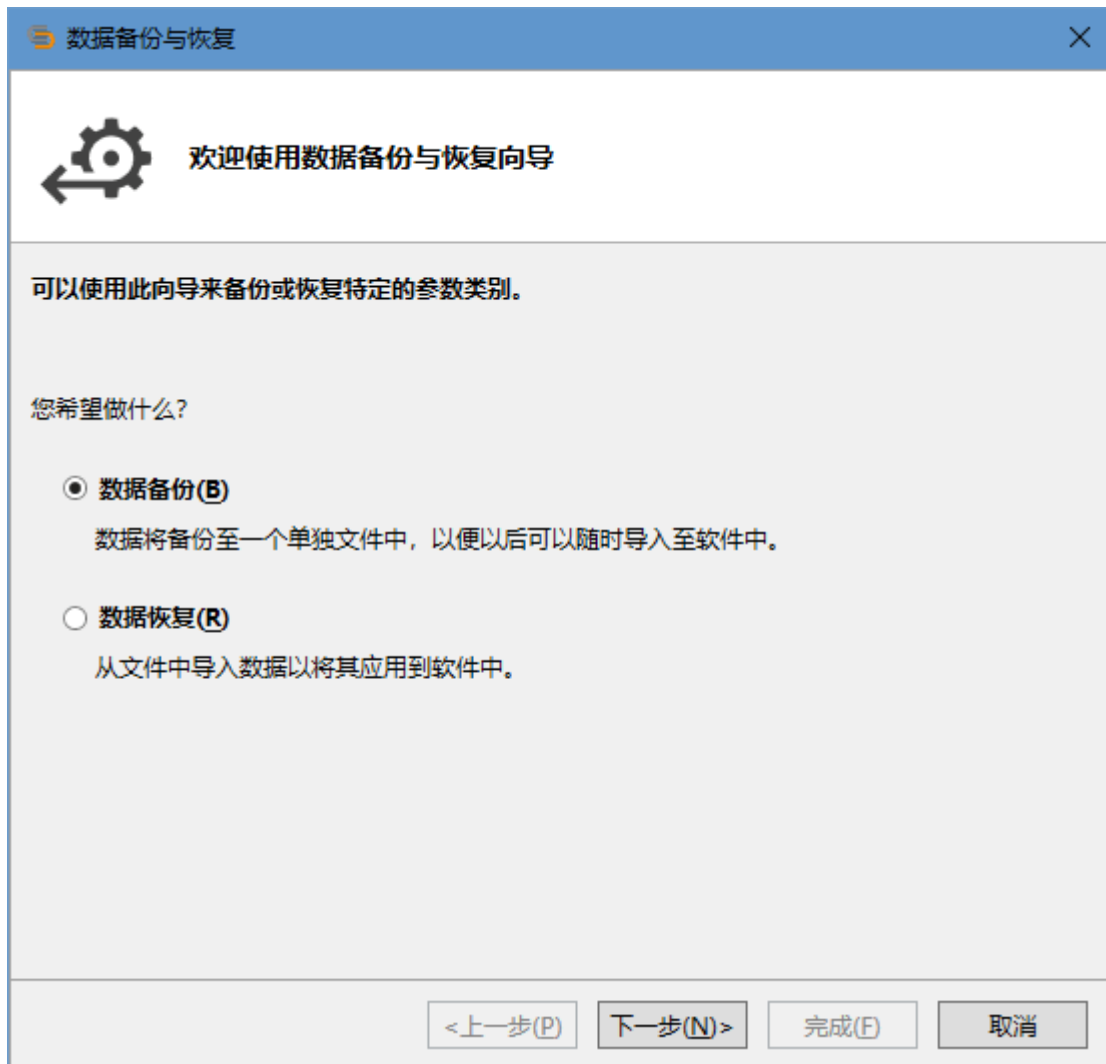 数据备份与恢复
欢迎使用数据备份与恢复向导
可以使用此向导来备份或恢复特定的参数类别。
您希望做什么?
数据备份(B)
数据将备份至一个单独文件中，以便以后可以随时导入至软件中。
数据恢复(R)
从文件中导入数据以将其应用到软件中。
<上一步(P)
下一步(N)>
完成(F)
取消